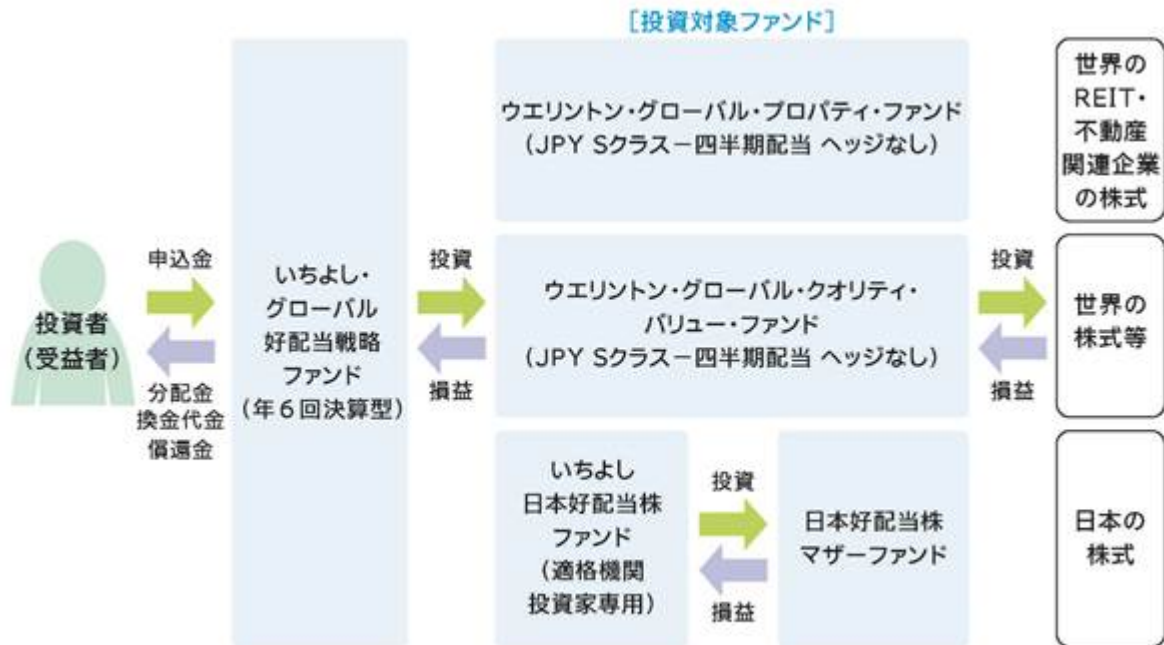 ［投資対象ファンド］
投資者
（受益者）
申込金
分配金
換金代金
償還金
いちよし・
グローバル
好配当戦略
ファンド
（年６回決算型）
投資
損益
ウエリントン・グローバル・プロパティ・ファンド
（JPY Sクラス－四半期配当 ヘッジなし）
ウエリントン・グローバル・クオリティ・
バリュー・ファンド
（JPY Sクラス－四半期配当 ヘッジなし）
いちよし
日本好配当株
ファンド
（適格機関
投資家専用）
投資
損益
日本好配当株
マザーファンド
投資
損益
世界の
REIT・
不動産
関連企業
の株式
世界の
株式等
日本の
株式